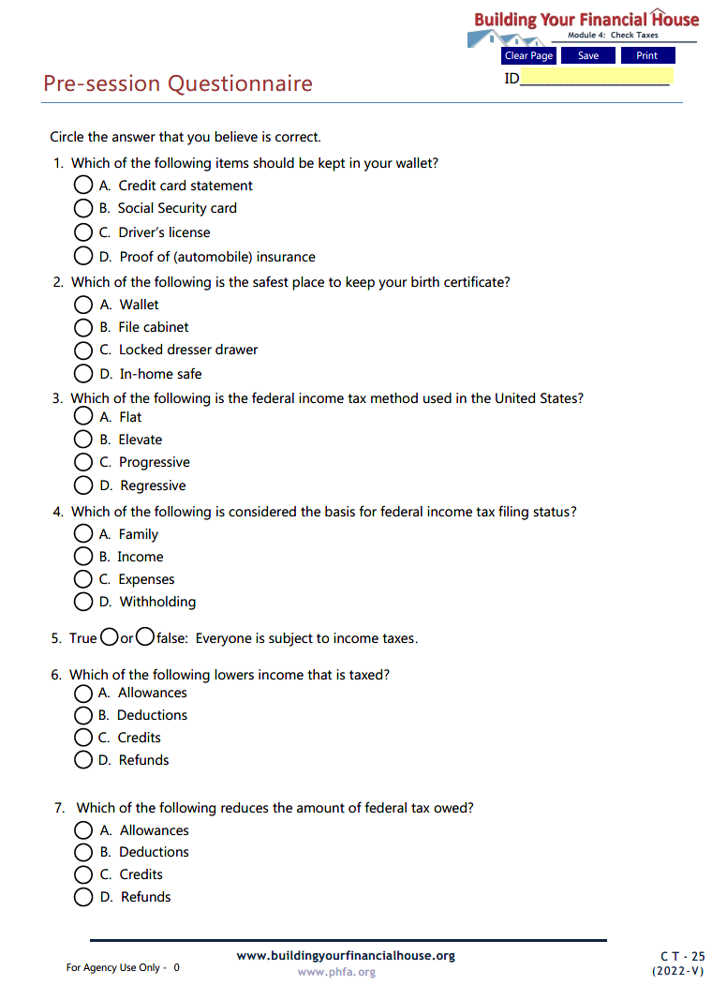 Building Your Financial House
Module 4: Check Taxes
Clear Page Save Print
Pre-session Questionnaire
ID
Circle the answer that you believe is correct.
1. Which of the following items should be kept in your wallet?
A. Credit card statement
B. Social Security card
C. Driver's license
D. Proof of (automobile) insurance
2. Which of the following is the safest place to keep your birth certificate?
A. Wallet
B. File cabinet
C. Locked dresser drawer
D. In-home safe
3. Which of the following is the federal income tax method used in the United States?
A. Flat
B. Elevate
C. Progressive
D. Regressive
4. Which of the following is considered the basis for federal income tax filing status?
A. Family
B. Income
C. Expenses
D. Withholding
5. True or false: Everyone is subject to income taxes.
6. Which of the following lowers income that is taxed?
A. Allowances
B. Deductions
C. Credits
D. Refunds
7. Which of the following reduces the amount of federal tax owed?
A. Allowances
B. Deductions
C. Credits
D. Refunds
www.buildingyourfinancialhouse.org
C T - 25
For Agency Use Only - 0
www.phfa.org
(2022-V)